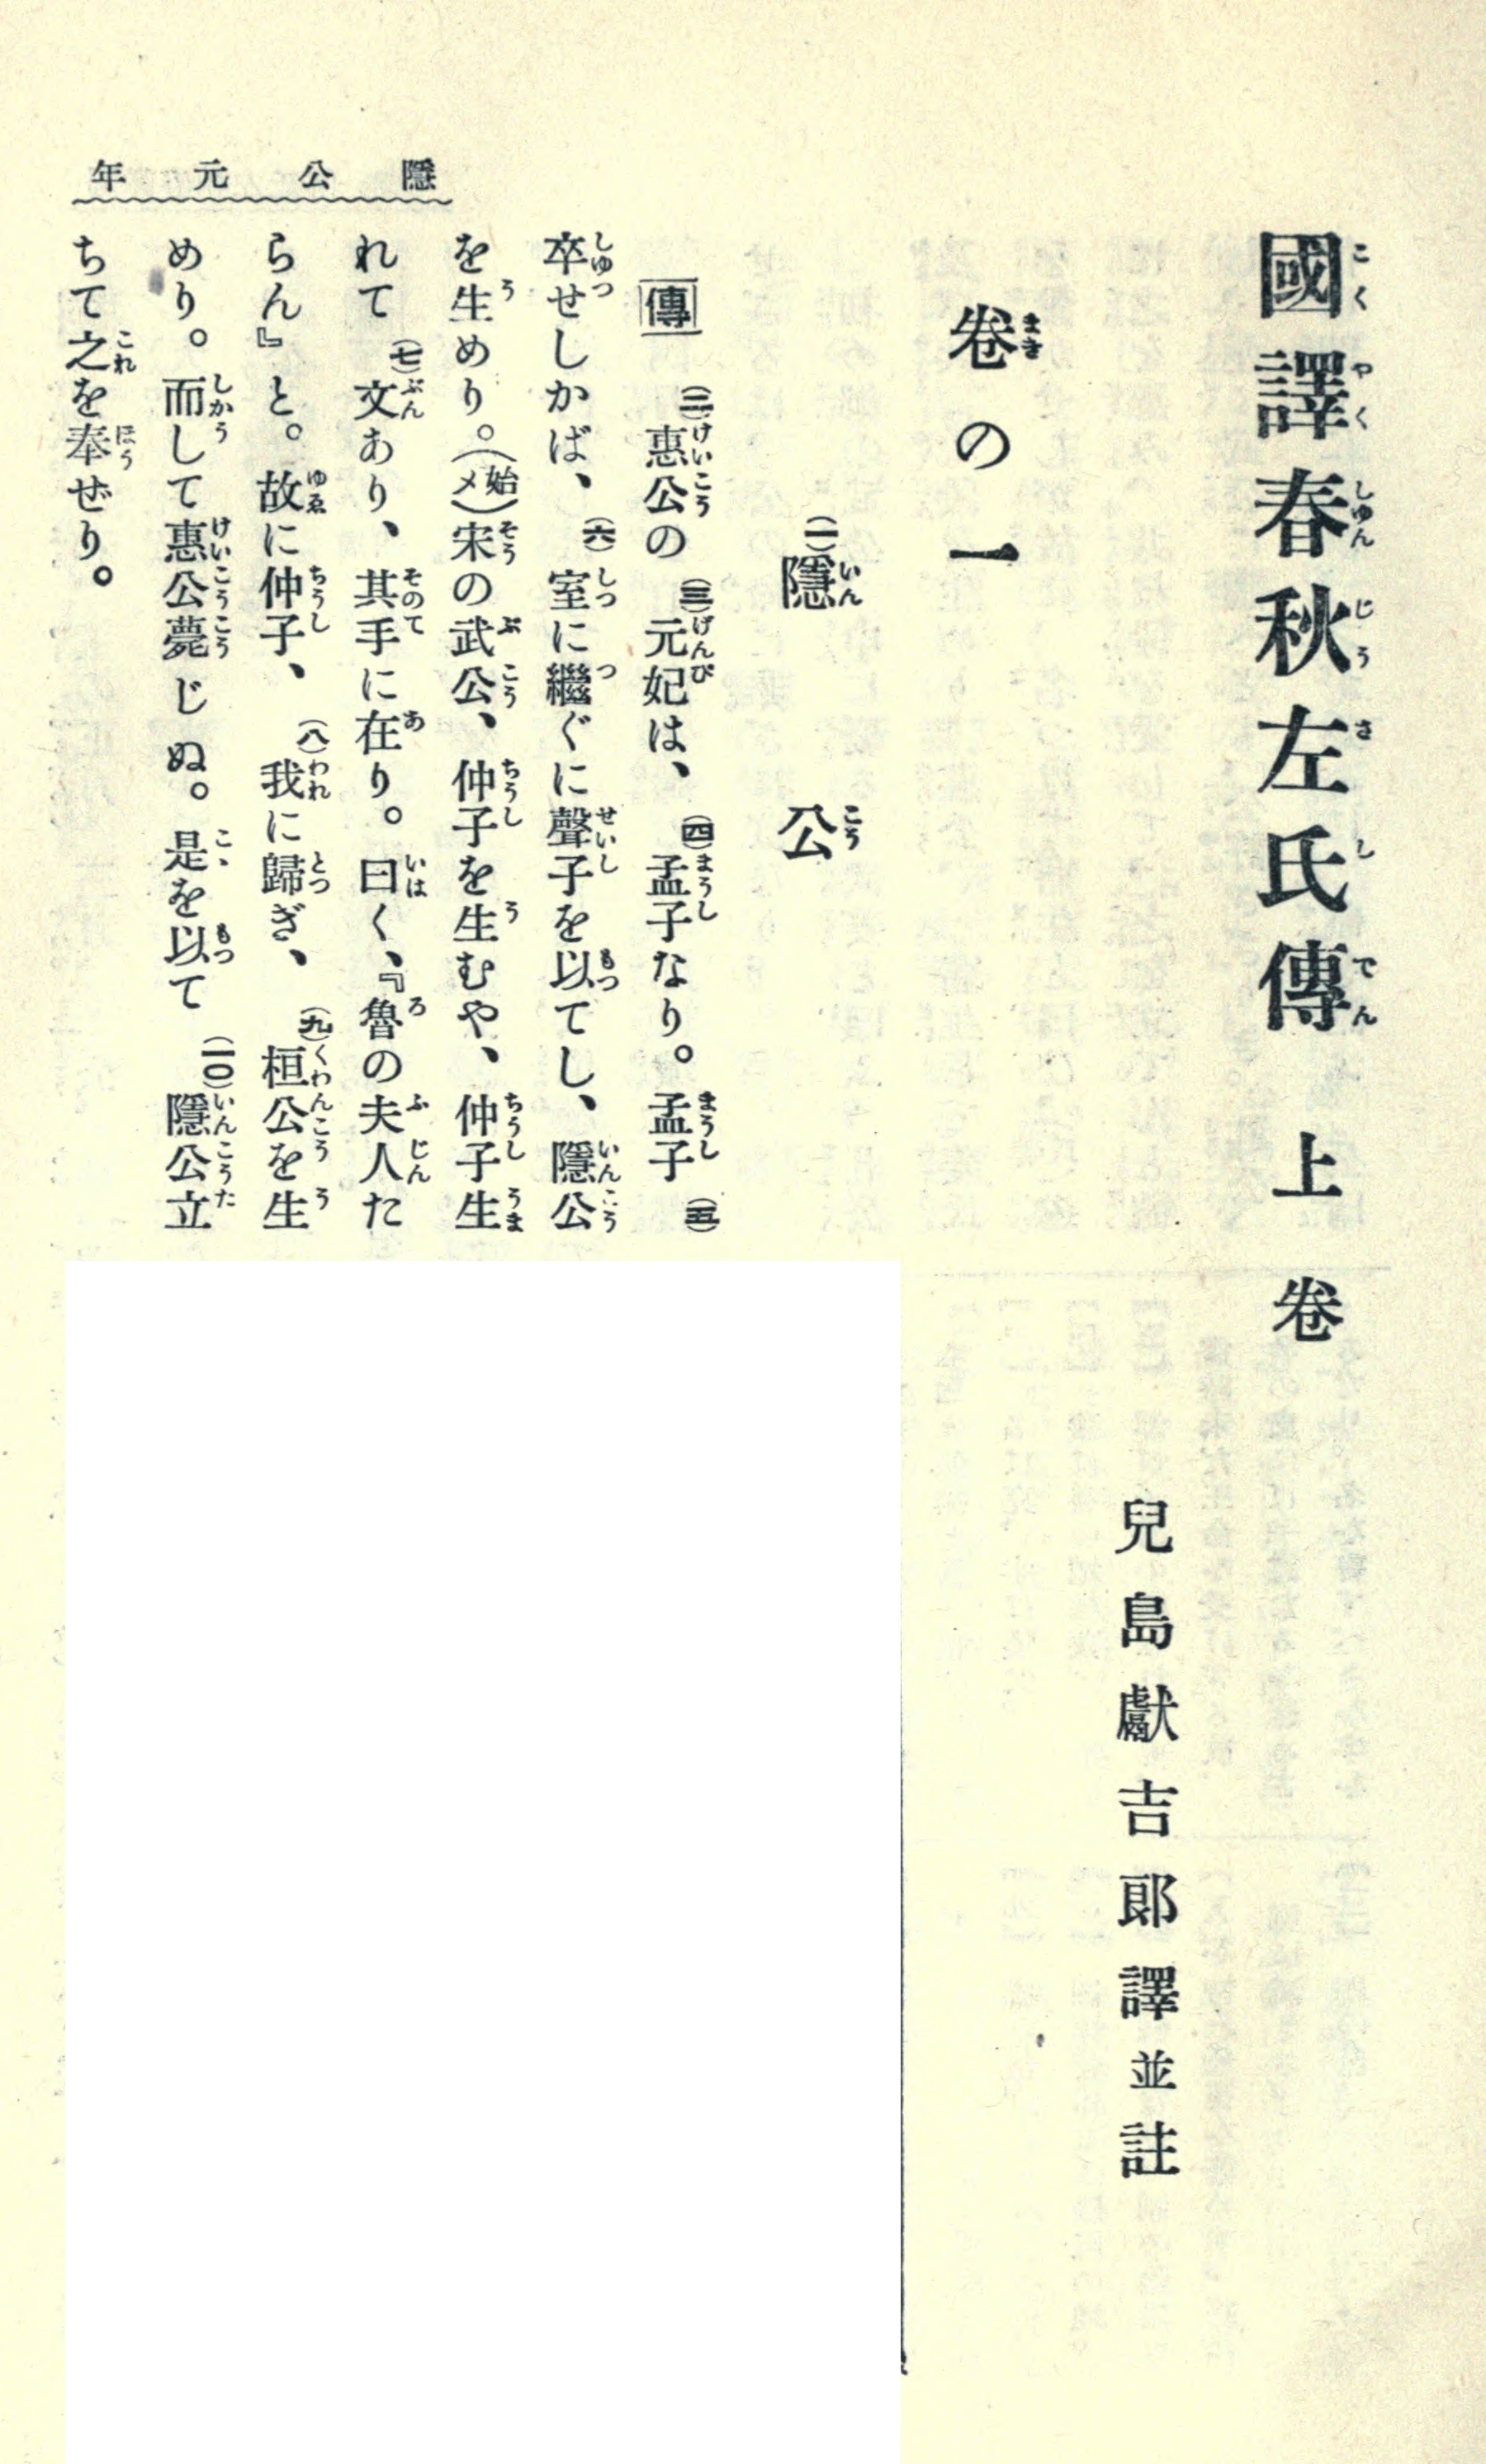 國譯春秋左氏傳 上卷
兒島獻吉郎譯並註
卷の一
(一)隱公
傳 (二)惠公の(三)元妃は、(四)孟子なり。孟子(五)
卒せしかば、(六)室に繼ぐに聲子を以てし、隱公
を生めり。(始メ)宋の武公、仲子を生むや、仲子生
れて(七)文あり、其手に在り。曰く、『魯の夫人た
らん』と。故に仲子、(八)我に歸ぎ、(九)桓公を生
めり。而して惠公薨じぬ。是を以て(一〇)隱公立
ちて之を奉ぜり。
隱公元年